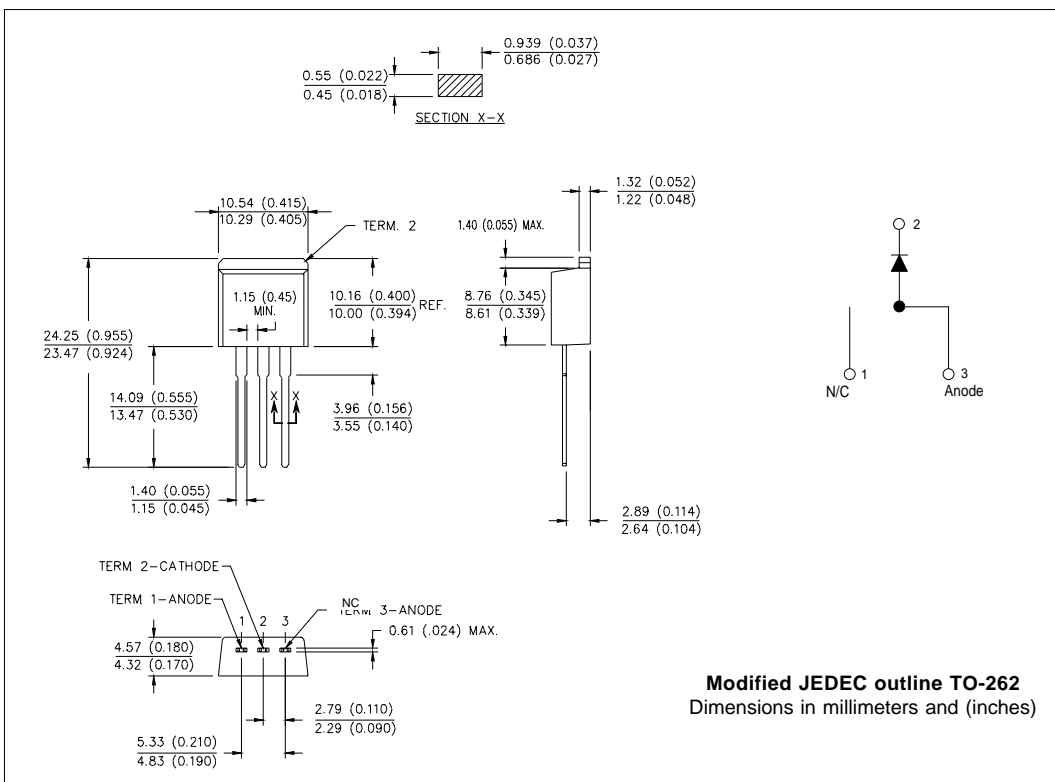 0.939 (0.037)
0.686 (0.027)
0.55 (0.022)
0.45 (0.018)
SECTION X-X
1.32 (0.052)
1.22 (0.048)
10.54 (0.415)
10.29 (0.405)
TERM. 2
1.40 (0.055) MAX.
2
1.15 (0.45)
MIN.
10.16 (0.400)
10.00 (0.394)
REF.
8.76 (0.345)
8.61 (0.339)
24.25 (0.955)
23.47 (0.924)
1
3
N/C
Anode
14.09 (0.555)
13.47 (0.530)
X X
3.96 (0.156)
3.55 (0.140)
1.40 (0.055)
1.15 (0.045)
2.89 (0.114)
2.64 (0.104)
TERM 2-CATHODE
TERM 1-ANODE
NC
3-ANODE
1 2 3
0.61 (.024) MAX.
4.57 (0.180)
4.32 (0.170)
2.79 (0.110)
2.29 (0.090)
5.33 (0.210)
4.83 (0.190)
Modified JEDEC outline TO-262
Dimensions in millimeters and (inches)